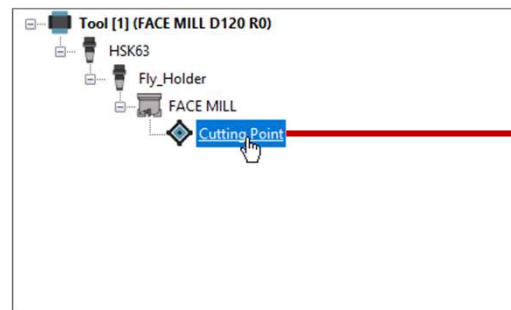 Tool [1] (FACE MILL D120 R0)
HSK63
Fly_Holder
FACE MILL
Cutting Point